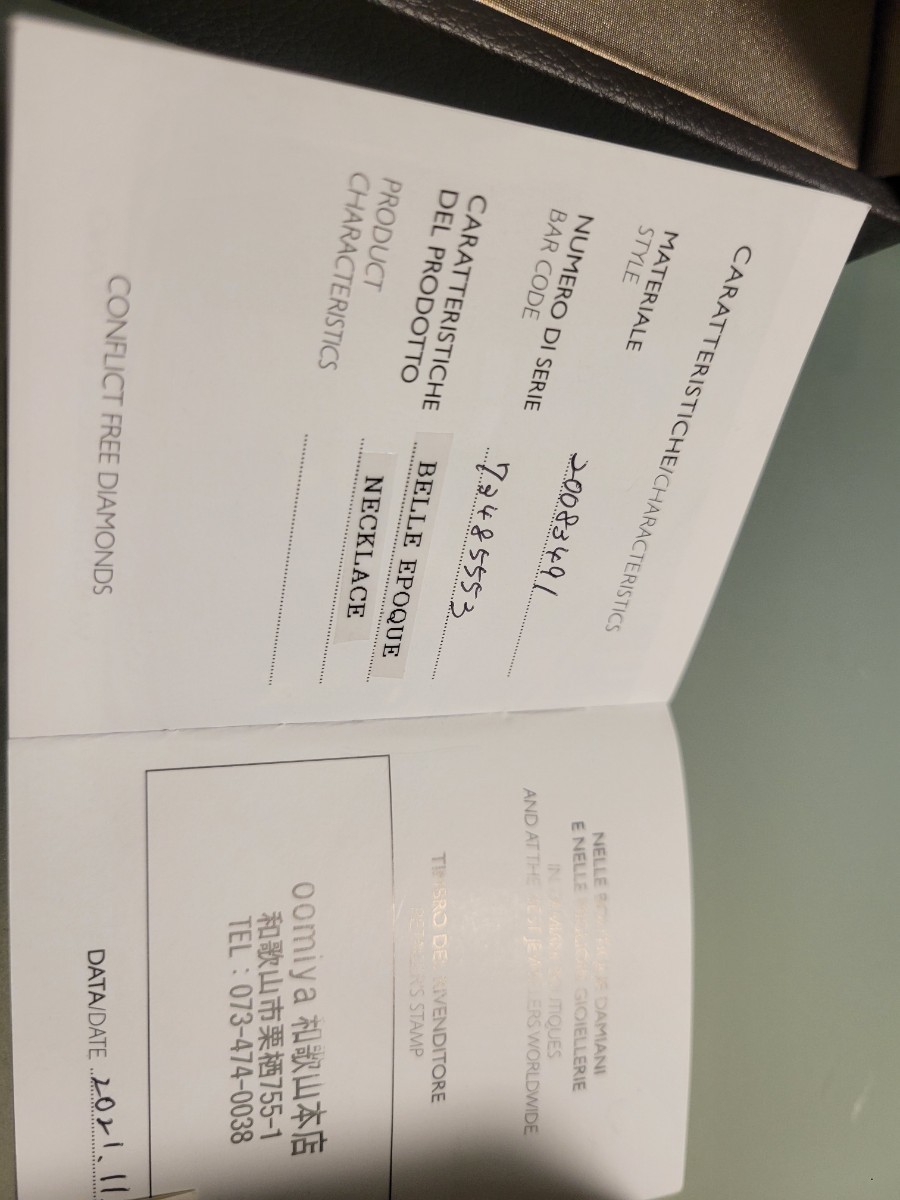 CARATTERISTICHE/CHARACTERISTICS
MATERIALE
STYLE
20083491
NUMERO DI SERIE
BAR CODE
72485553
CARATTERISTICHE
DEL PRODOTTO
BELLE EPOQUE
PRODUCT
CHARACTERISTICS
NECKLACE
CONFLICT FREE DIAMONDS
NELLE DAMIANI
E NELLE GIOIELLERIE
AND AT THE WORLDWIDE
TIMBRO DEL RIVENDITORE
STAMP
oomiya 和歌山本店
和歌山市栗栖755-1
TEL：073-474-0038
DATA/DATE 2021.11